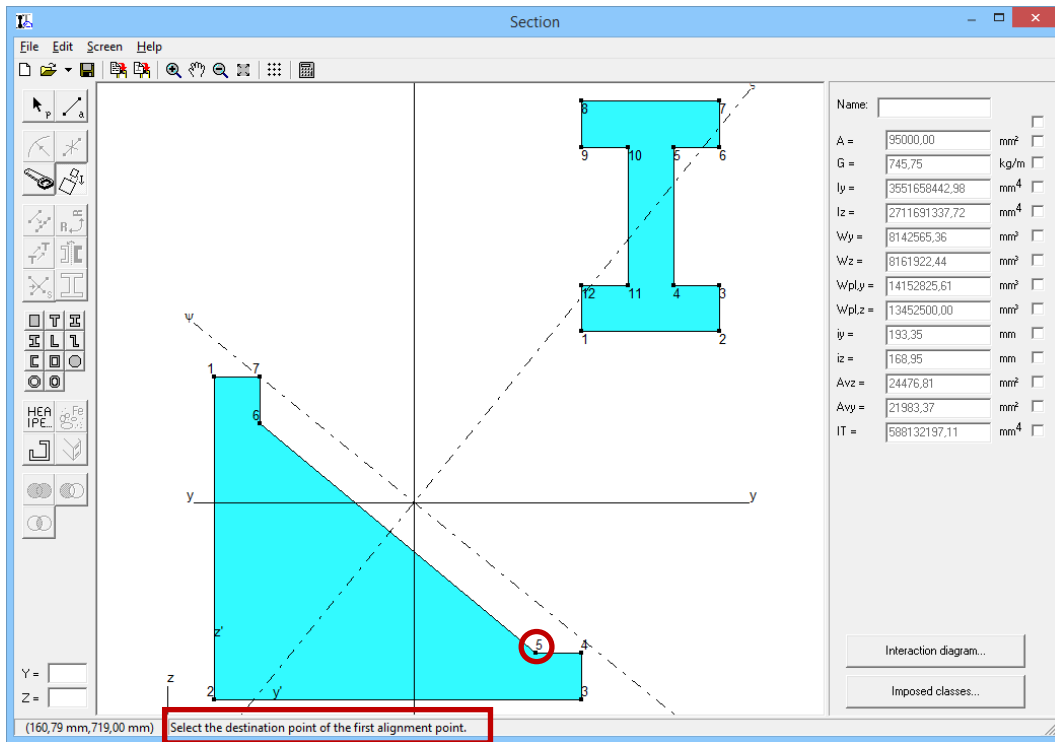 Section
File Edit Screen Help
Name:
A = 95000,00 mm²
G = 745,75 kg/m
Iy = 3551658442,98 mm4
Iz = 2711691337,72 mm4
Wy = 8142565,36 mm³
Wz = 8161922,44 mm³
Wpl,y = 14152825,61 mm³
Wpl,z = 13452500,00 mm³
iy = 193,35 mm
iz = 168,95 mm
Avz = 24476,81 mm²
Avy = 21983,37 mm²
IT = 588132197,11 mm4
Interaction diagram...
Imposed classes...
p
a
R
R
T
s
HEA
IPE...
Fe
8 7
9 10 5 6
12 11 4 3
1 2
ψ
1 7
6
y y
5 4
z'
2 y' 3
z
Y =
Z =
(160,79 mm,719,00 mm) Select the destination point of the first alignment point.